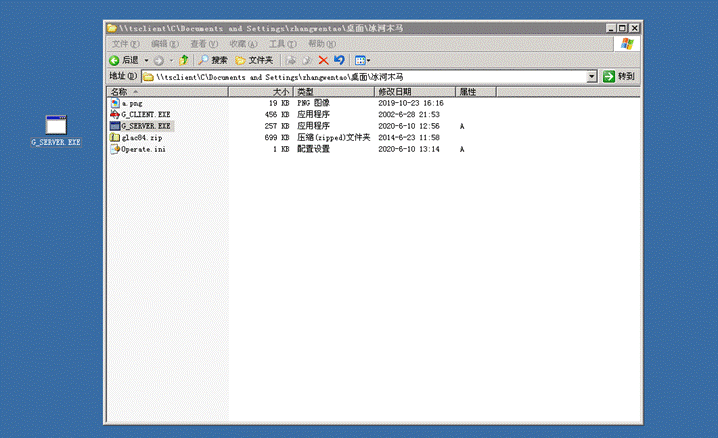 \\tsclient\C\Documents and Settings\zhangwentao\桌面\冰河木马
文件(F) 编辑(E) 查看(V) 收藏(A) 工具(T) 帮助(H)
后退 搜索 文件夹
地址(D) \\tsclient\C\Documents and Settings\zhangwentao\桌面\冰河木马 转到
名称 大小 类型 修改日期 属性
a.png 19 KB PNG 图像 2019-10-23 16:16
G_CLIENT.EXE 456 KB 应用程序 2002-6-28 21:53
G_SERVER.EXE 257 KB 应用程序 2020-6-10 12:56 A
glac84.zip 699 KB 压缩(zipped)文件夹 2014-6-23 11:58
Operate.ini 1 KB 配置设置 2020-6-10 13:14 A
G_SERVER.EXE